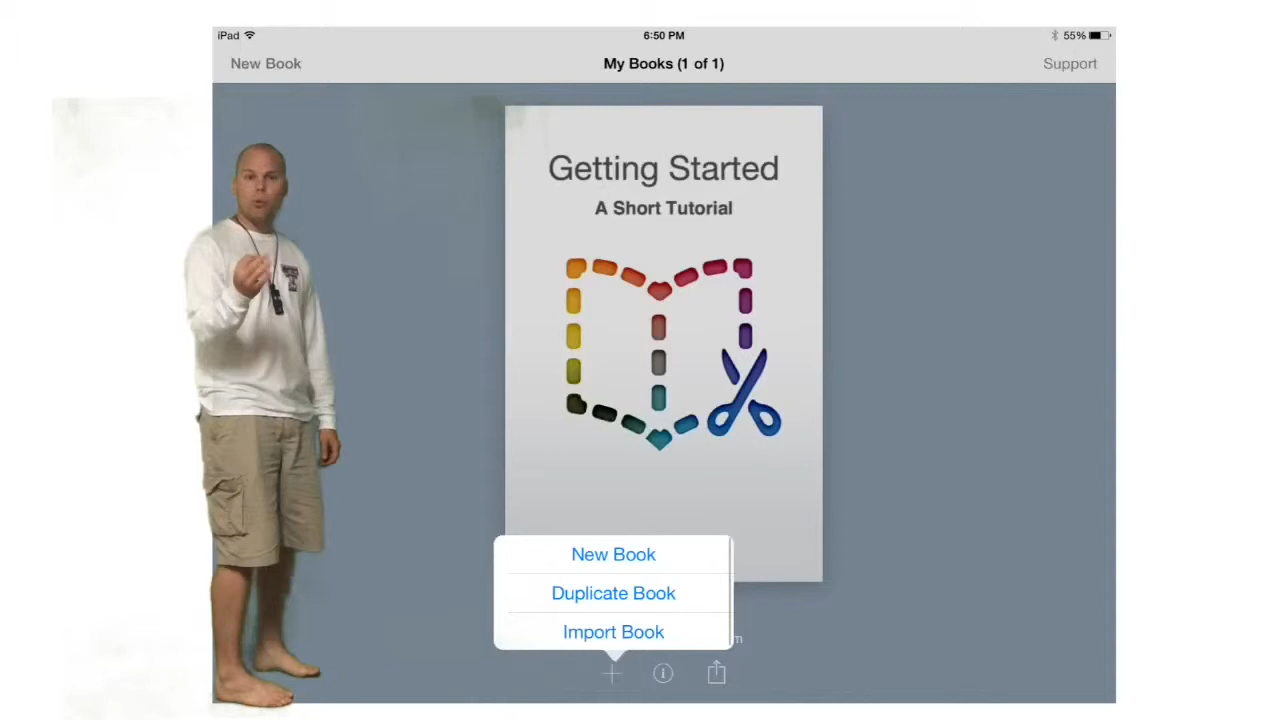 iPad
6:50 PM
55%
New Book
My Books (1 of 1)
Support
Getting Started
A Short Tutorial
New Book
Duplicate Book
Import Book